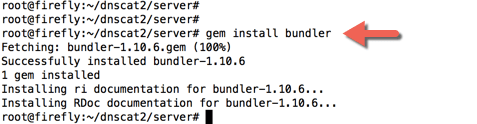 root@firefly:~/dnscat2/server#
root@firefly:~/dnscat2/server#
root@firefly:~/dnscat2/server# gem install bundler
Fetching: bundler-1.10.6.gem (100%)
Successfully installed bundler-1.10.6
1 gem installed
Installing ri documentation for bundler-1.10.6...
Installing RDoc documentation for bundler-1.10.6...
root@firefly:~/dnscat2/server#